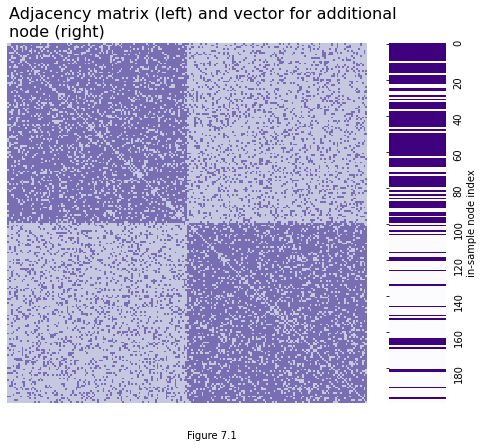 Adjacency matrix (left) and vector for additional
node (right)
0
20
40
60
80
100
120
140
160
180
in-sample node index
Figure 7.1